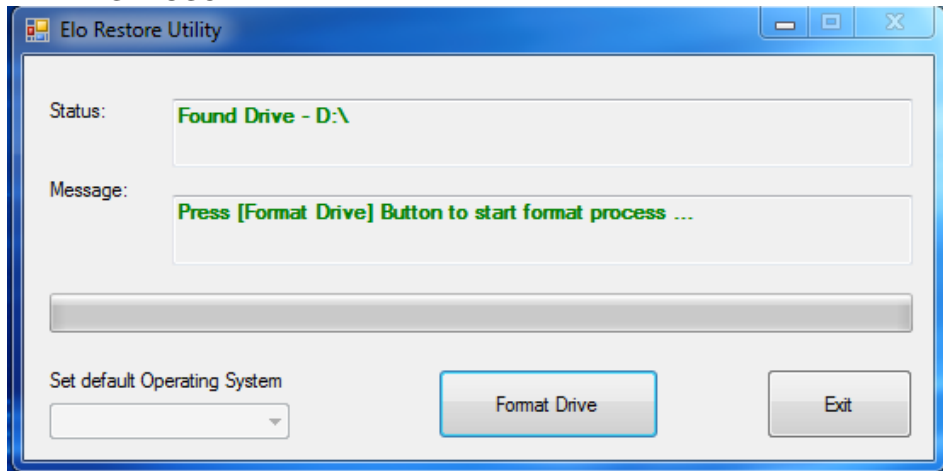 Elo Restore Utility
Status:
Found Drive - D:\
Message:
Press [Format Drive] Button to start format process ...
Set default Operating System
Format Drive
Exit